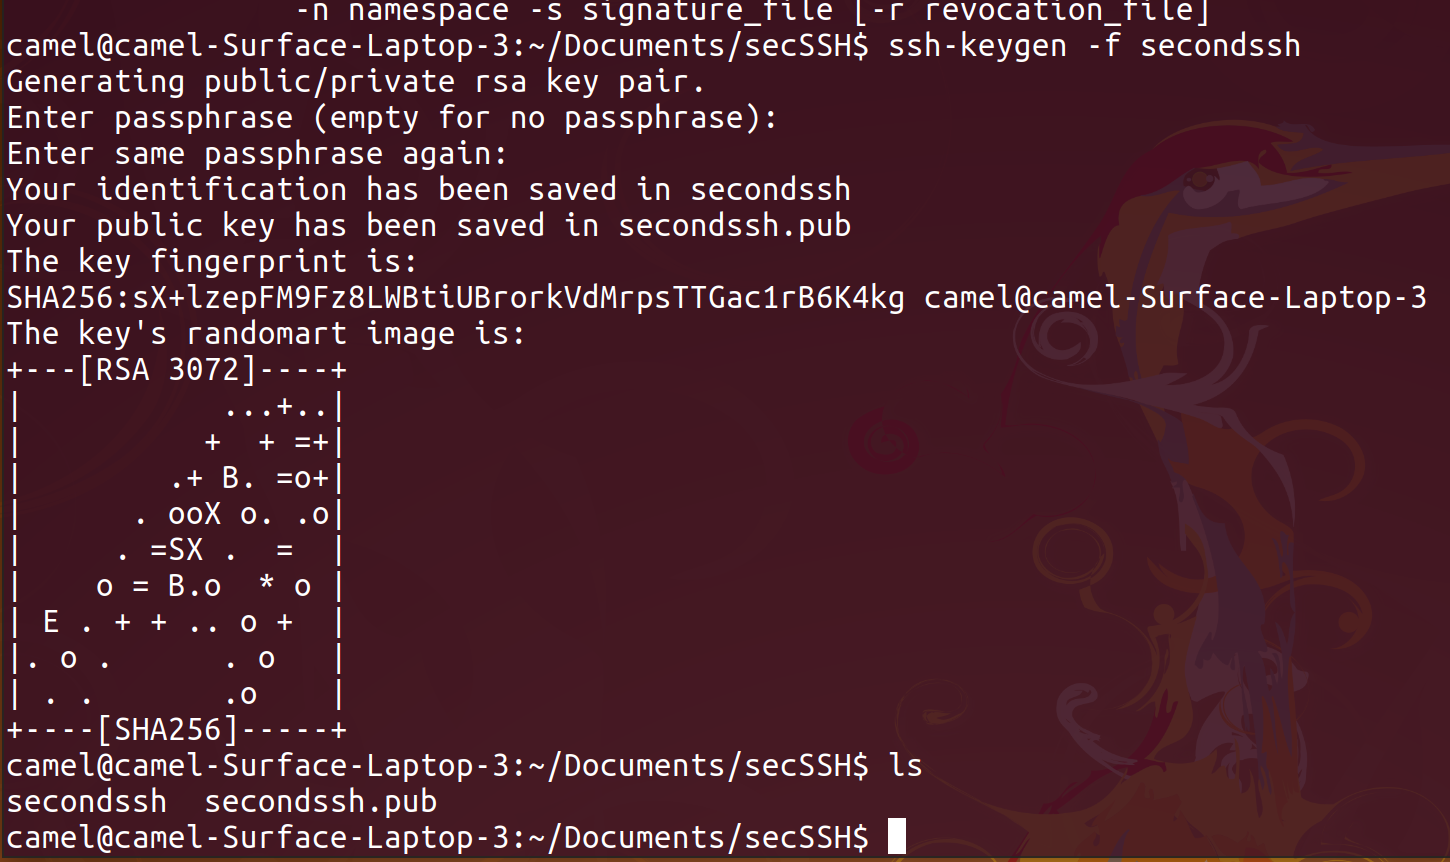 -n namespace -s signature_file [-r revocation_file]
camel@camel-Surface-Laptop-3:~/Documents/secSSH$ ssh-keygen -f secondssh
Generating public/private rsa key pair.
Enter passphrase (empty for no passphrase):
Enter same passphrase again:
Your identification has been saved in secondssh
Your public key has been saved in secondssh.pub
The key fingerprint is:
SHA256:sX+lzepFM9Fz8LWBtiUBrorkVdMrpsTTGac1rB6K4kg camel@camel-Surface-Laptop-3
The key's randomart image is:
+---[RSA 3072]----+
|           ...+..|
|          +  + =+|
|        .+ B. =o+|
|      . ooX o. .o|
|     . =SX .  =  |
|    o = B.o  * o |
| E . + + .. o +  |
|. o .      . o   |
| . .       .o    |
+----[SHA256]-----+
camel@camel-Surface-Laptop-3:~/Documents/secSSH$ ls
secondssh  secondssh.pub
camel@camel-Surface-Laptop-3:~/Documents/secSSH$